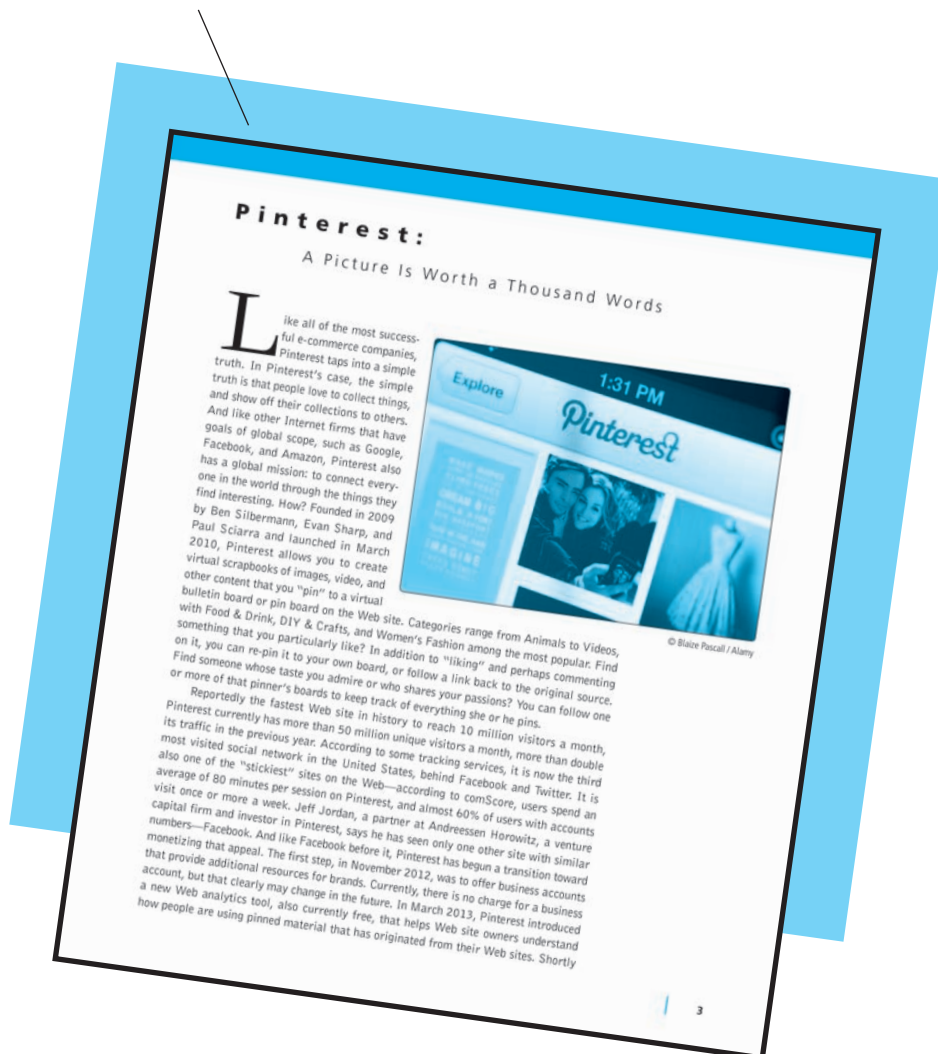 Pinterest:
A Picture Is Worth a Thousand Words
Like all of the most success-
ful e-commerce companies,
Pinterest taps into a simple
truth. In Pinterest's case, the simple
truth is that people love to collect things,
and show off their collections to others.
And like other Internet firms that have
goals of global scope, such as Google,
Facebook, and Amazon, Pinterest also
has a global mission: to connect every-
one in the world through the things they
find interesting. How? Founded in 2009
by Ben Silbermann, Evan Sharp, and
Paul Sciarra and launched in March
2010, Pinterest allows you to create
virtual scrapbooks of images, video, and
other content that you "pin" to a virtual
bulletin board or pin board on the Web site. Categories range from Animals to Videos,
with Food & Drink, DIY & Crafts, and Women's Fashion among the most popular. Find
something that you particularly like? In addition to "liking" and perhaps commenting
on it, you can re-pin it to your own board, or follow a link back to the original source.
Find someone whose taste you admire or who shares your passions? You can follow one
or more of that pinner's boards to keep track of everything she or he pins.
Reportedly the fastest Web site in history to reach 10 million visitors a month,
Pinterest currently has more than 50 million unique visitors a month, more than double
its traffic in the previous year. According to some tracking services, it is now the third
most visited social network in the United States, behind Facebook and Twitter. It is
also one of the "stickiest" sites on the Web—according to comScore, users spend an
average of 80 minutes per session on Pinterest, and almost 60% of users with accounts
visit once or more a week. Jeff Jordan, a partner at Andreessen Horowitz, a venture
capital firm and investor in Pinterest, says he has seen only one other site with similar
numbers—Facebook. And like Facebook before it, Pinterest has begun a transition toward
monetizing that appeal. The first step, in November 2012, was to offer business accounts
that provide additional resources for brands. Currently, there is no charge for a business
account, but that clearly may change in the future. In March 2013, Pinterest introduced
a new Web analytics tool, also currently free, that helps Web site owners understand
how people are using pinned material that has originated from their Web sites. Shortly
1:31 PM
Explore
Pinterest
DREAM BIG
IMAGINE
© Blaize Pascall / Alamy
3